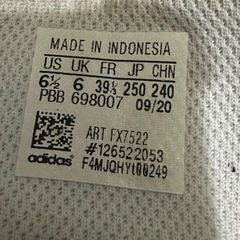 MADE IN INDONESIA
US UK FR JP CHN
6½ 6 39⅓ 250 240
PBB 698007 09/20
ART FX7522
#126522053
adidas F4MJQHYt00249